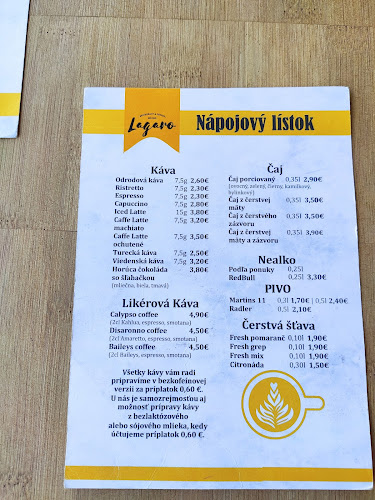 Lagaro
Nápojový lístok
Káva
Odrodová káva 7,5g 2,60€
Ristretto 7,5g 2,30€
Espresso 7,5g 2,30€
Capuccino 7,5g 2,80€
Iced Latte 15g 3,80€
Caffe Latte 7,5g 3,20€
machiato
Caffe Latte 7,5g 3,50€
ochutené
Turecká káva 7,5g 2,50€
Viedenská káva 7,5g 3,20€
Horúca čokoláda 3,80€
so šľahačkou
(mliečna, biela, tmavá)
Likérová Káva
Calypso coffee 4,90€
(2cl Kahlua, espresso, smotana)
Disaronno coffee 4,50€
(2cl Amaretto, espresso, smotana)
Baileys coffee 4,50€
(2cl Baileys, espresso, smotana)
Všetky kávy vám radi
pripravíme v bezkofeínovej
verzii za príplatok 0,60 €.
U nás je samozrejmosťou aj
možnosť prípravy kávy
z bezlaktózového
alebo sójového mlieka, kedy
účtujeme príplatok 0,60 €.
Čaj
Čaj porciovaný 0,35l 2,90€
(ovocný, zelený, čierny, kamilkový,
bylinkový)
Čaj z čerstvej 0,35l 3,50€
mäty
Čaj z čerstvého 0,35l 3,50€
zázvoru
Čaj z čerstvej 0,35l 3,90€
mäty a zázvoru
Nealko
Podľa ponuky 0,25l
RedBull 0,25l 3,30€
PIVO
Martins 11 0,3l 1,70€ | 0,5l 2,40€
Radler 0,5l 2,10€
Čerstvá šťava
Fresh pomaranč 0,10l 1,90€
Fresh grep 0,10l 1,90€
Fresh mix 0,10l 1,90€
Citronáda 0,30l 1,50€